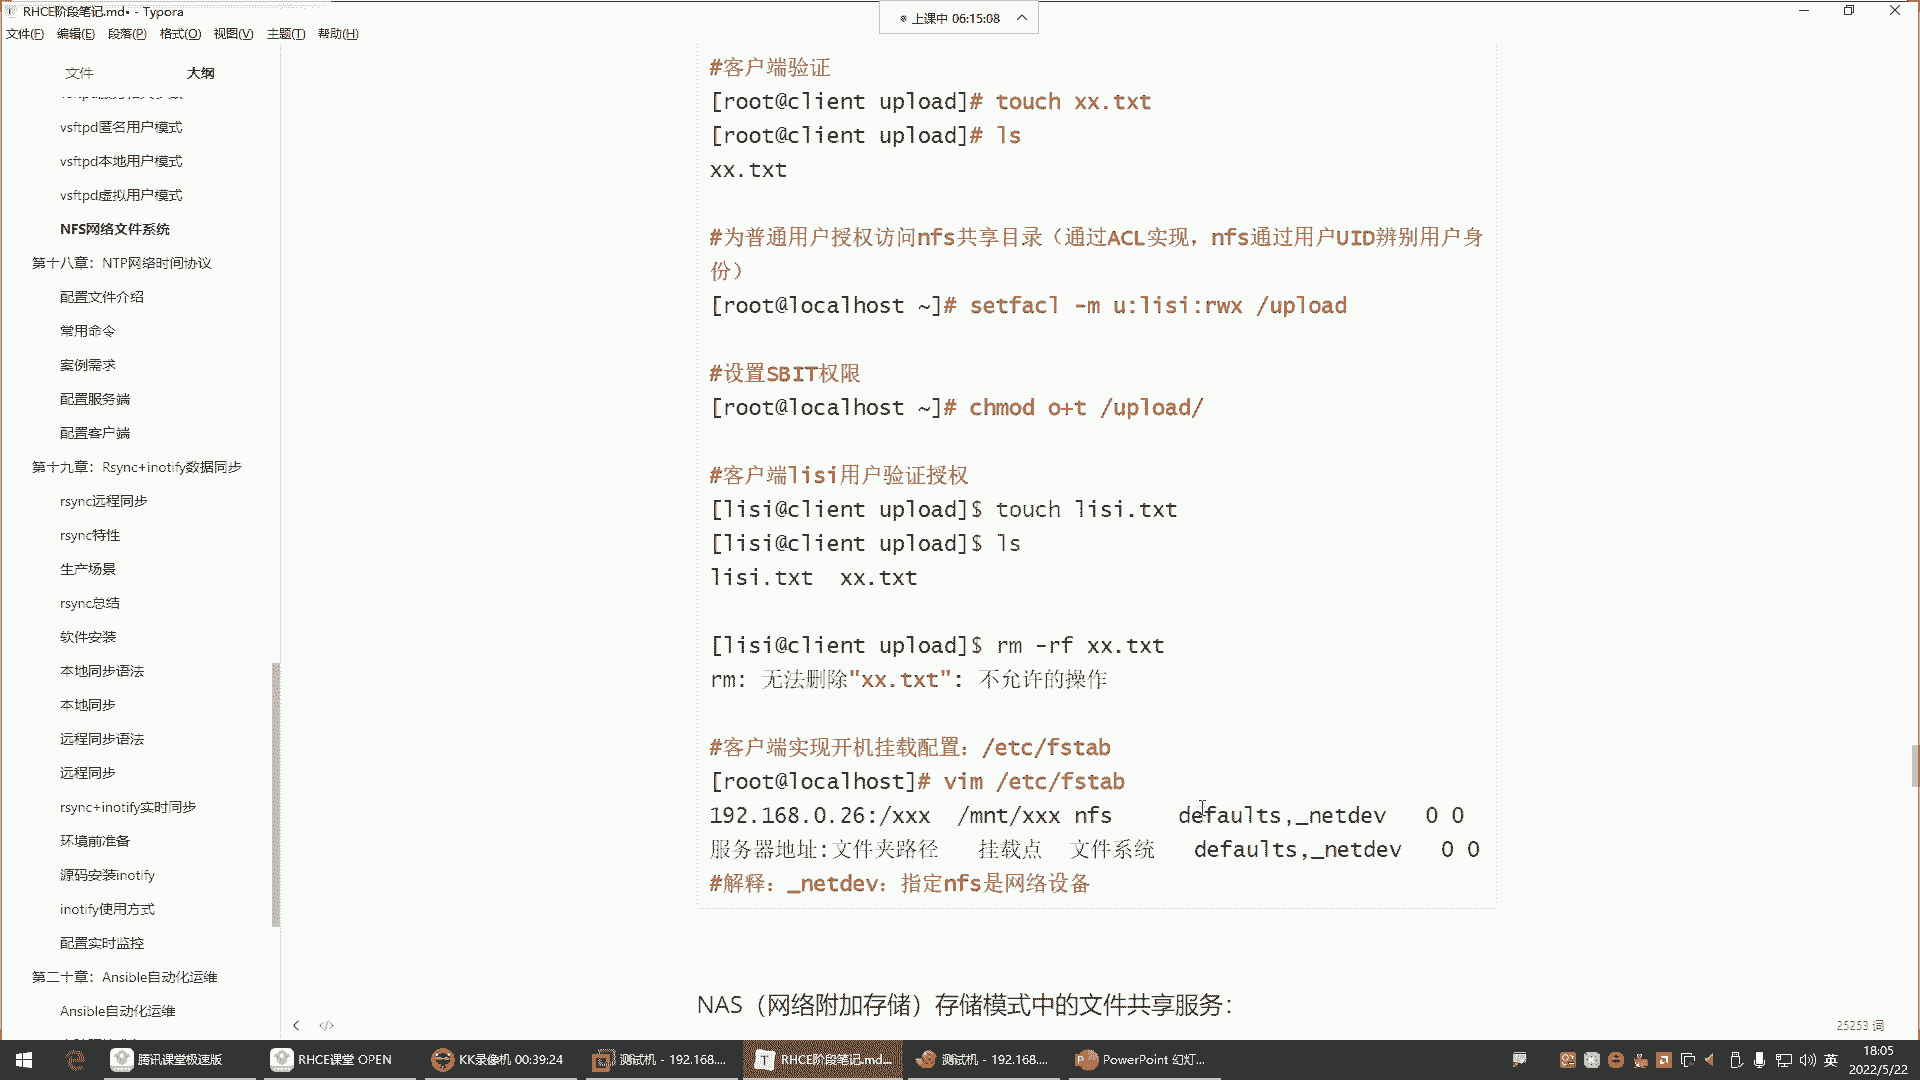 RHCE阶段笔记.md• - Typora
上课中 06:15:08
文件(F) 编辑(E) 段落(P) 格式(O) 视图(V) 主题(T) 帮助(H)
文件 大纲
vsftpd匿名用户模式
vsftpd本地用户模式
vsftpd虚拟用户模式
NFS网络文件系统
第十八章：NTP网络时间协议
配置文件介绍
常用命令
案例需求
配置服务端
配置客户端
第十九章：Rsync+inotify数据同步
rsync远程同步
rsync特性
生产场景
rsync总结
软件安装
本地同步语法
本地同步
远程同步语法
远程同步
rsync+inotify实时同步
环境前准备
源码安装inotify
inotify使用方式
配置实时监控
第二十章：Ansible自动化运维
Ansible自动化运维
#客户端验证
[root@client upload]# touch xx.txt
[root@client upload]# ls
xx.txt
#为普通用户授权访问nfs共享目录（通过ACL实现，nfs通过用户UID辨别用户身
份）
[root@localhost ~]# setfacl -m u:lisi:rwx /upload
#设置SBIT权限
[root@localhost ~]# chmod o+t /upload/
#客户端lisi用户验证授权
[lisi@client upload]$ touch lisi.txt
[lisi@client upload]$ ls
lisi.txt  xx.txt
[lisi@client upload]$ rm -rf xx.txt
rm: 无法删除"xx.txt": 不允许的操作
#客户端实现开机挂载配置：/etc/fstab
[root@localhost]# vim /etc/fstab
192.168.0.26:/xxx  /mnt/xxx nfs     defaults,_netdev   0 0
服务器地址:文件夹路径   挂载点  文件系统   defaults,_netdev   0 0
#解释：_netdev：指定nfs是网络设备
NAS（网络附加存储）存储模式中的文件共享服务：
25253 词
腾讯课堂极速版 RHCE课堂 OPEN KK录像机 00:39:24 测试机 - 192.168.... RHCE阶段笔记.md... 测试机 - 192.168.... PowerPoint 幻灯... 英 18:05
2022/5/22